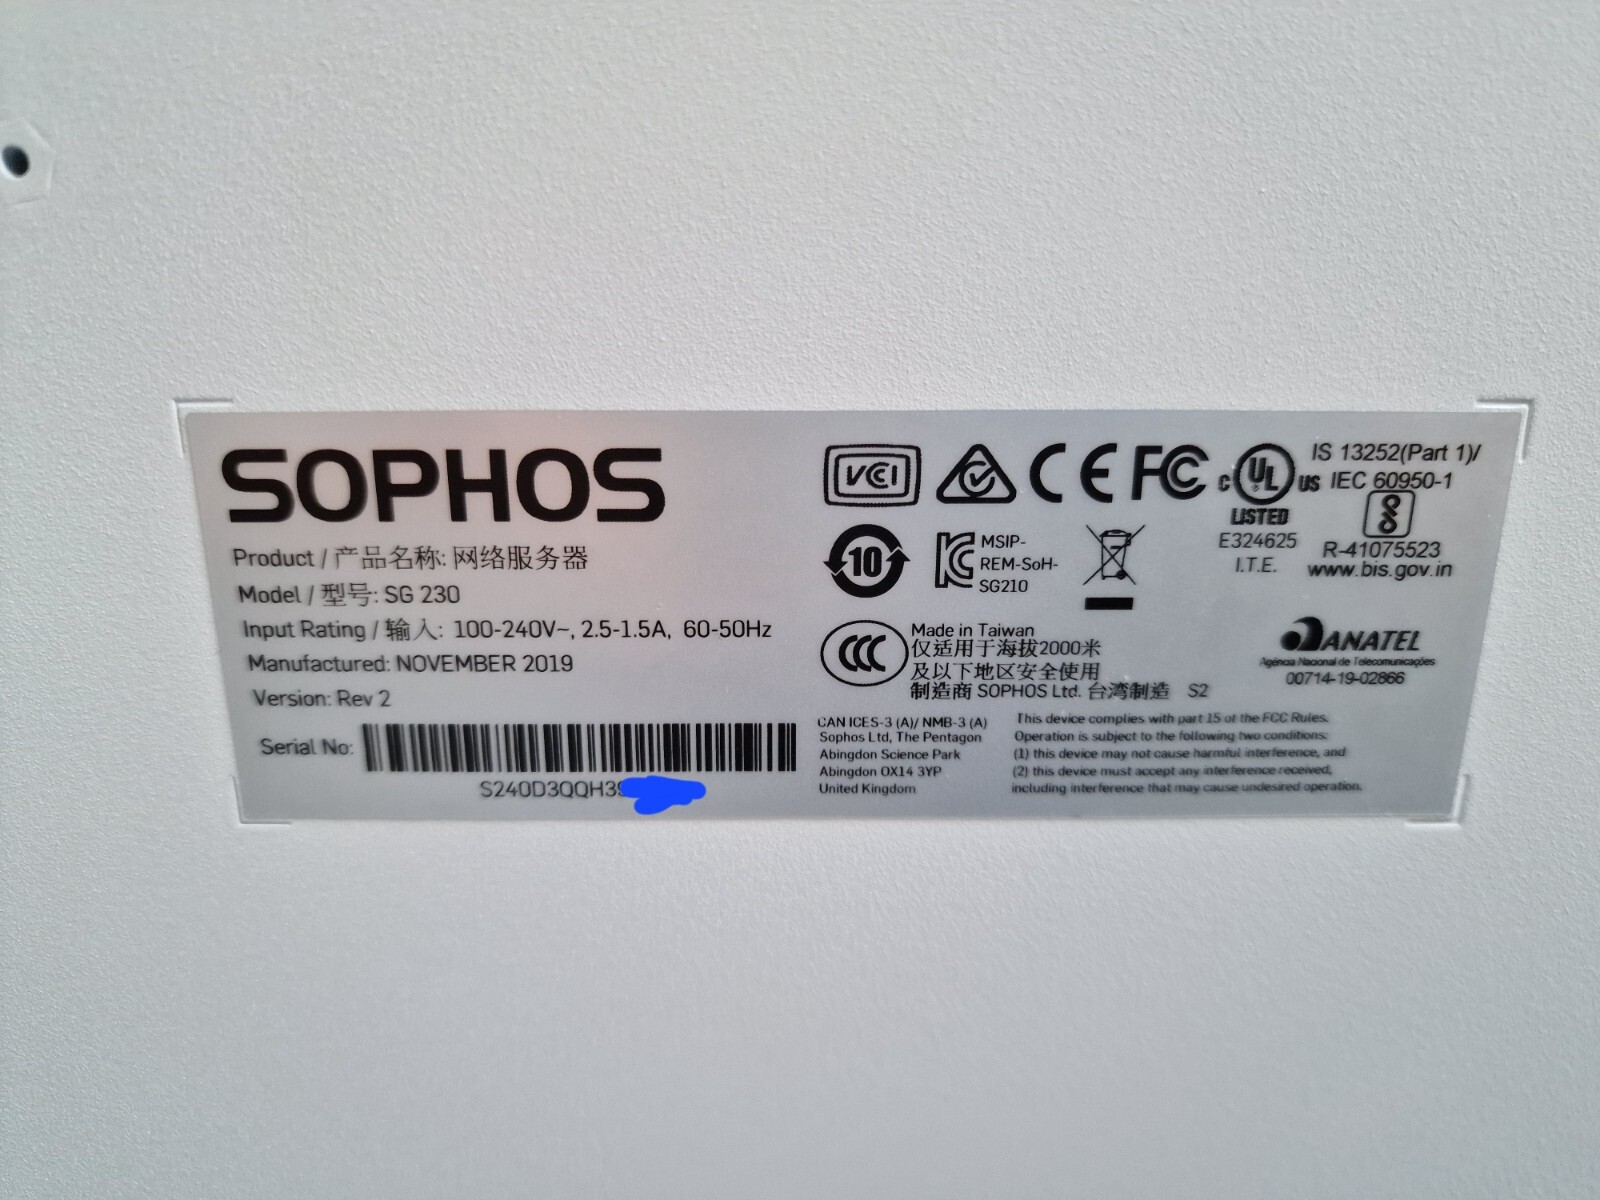 SOPHOS
Product / 产品名称: 网络服务器
Model / 型号: SG 230
Input Rating / 输入: 100-240V~, 2.5-1.5A, 60-50Hz
Manufactured: NOVEMBER 2019
Version: Rev 2
Serial No:
S240D3QQH39
VCCI
CE FC
C UL US
LISTED
E324625
I.T.E.
IS 13252(Part 1)/
IEC 60950-1
R-41075523
www.bis.gov.in
10
MSIP-
REM-SoH-
SG210
CCC
Made in Taiwan
仅适用于海拔2000米
及以下地区安全使用
制造商 SOPHOS Ltd. 台湾制造 S2
ANATEL
Agência Nacional de Telecomunicações
00714-19-02866
CAN ICES-3 (A)/ NMB-3 (A)
Sophos Ltd, The Pentagon
Abingdon Science Park
Abingdon OX14 3YP
United Kingdom
This device complies with part 15 of the FCC Rules.
Operation is subject to the following two conditions:
(1) this device may not cause harmful interference, and
(2) this device must accept any interference received,
including interference that may cause undesired operation.